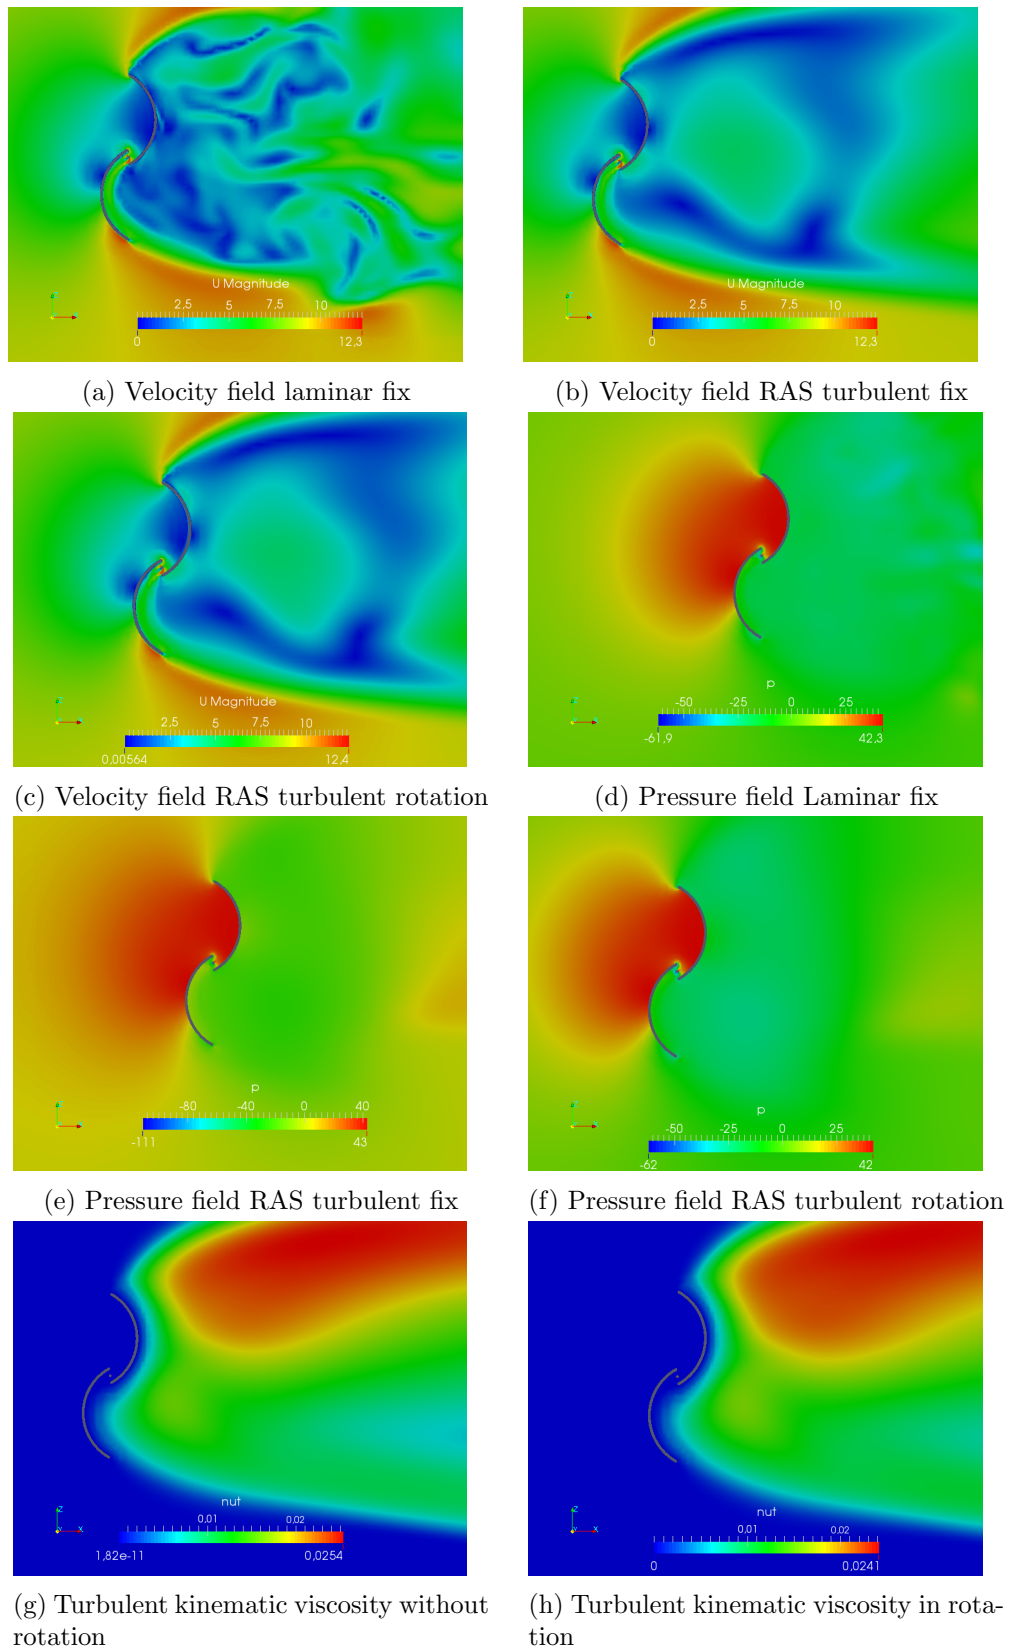 U Magnitude
2,5 5 7,5 10
0 12,3
U Magnitude
2,5 5 7,5 10
0 12,3
(a) Velocity field laminar fix
(b) Velocity field RAS turbulent fix
U Magnitude
2,5 5 7,5 10
0,00564 12,4
p
-50 -25 0 25
-61,9 42,3
(c) Velocity field RAS turbulent rotation
(d) Pressure field Laminar fix
p
-80 -40 0 40
-111 43
p
-50 -25 0 25
-62 42
(e) Pressure field RAS turbulent fix
(f) Pressure field RAS turbulent rotation
Z
X
nut
0,01 0,02
1,82e-11 0,0254
Z
X
nut
0,01 0,02
0 0,0241
(g) Turbulent kinematic viscosity without
rotation
(h) Turbulent kinematic viscosity in rota-
tion